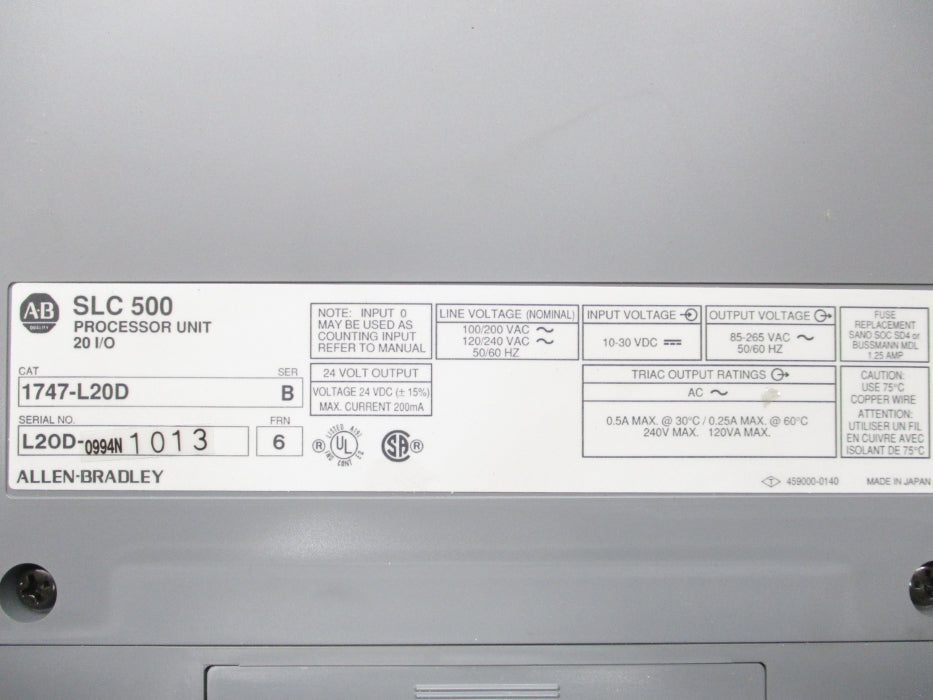 A·B
QUALITY
SLC 500
PROCESSOR UNIT
20 I/O
CAT SER
1747-L20D B
SERIAL NO. FRN
L20D-0994N 1013 6
ALLEN-BRADLEY
NOTE: INPUT 0
MAY BE USED AS
COUNTING INPUT
REFER TO MANUAL
24 VOLT OUTPUT
VOLTAGE 24 VDC (± 15%)
MAX. CURRENT 200mA
® LISTED UL
IND CONT EQ
SA ®
LINE VOLTAGE (NOMINAL)
100/200 VAC
120/240 VAC
50/60 HZ
INPUT VOLTAGE
10-30 VDC
OUTPUT VOLTAGE
85-265 VAC
50/60 HZ
TRIAC OUTPUT RATINGS
AC
0.5A MAX. @ 30°C / 0.25A MAX. @ 60°C
240V MAX. 120VA MAX.
FUSE
REPLACEMENT
SANO SOC SD4 or
BUSSMANN MDL
1.25 AMP
CAUTION:
USE 75°C
COPPER WIRE
ATTENTION:
UTILISER UN FIL
EN CUIVRE AVEC
ISOLANT DE 75°C
T 459000-0140 MADE IN JAPAN